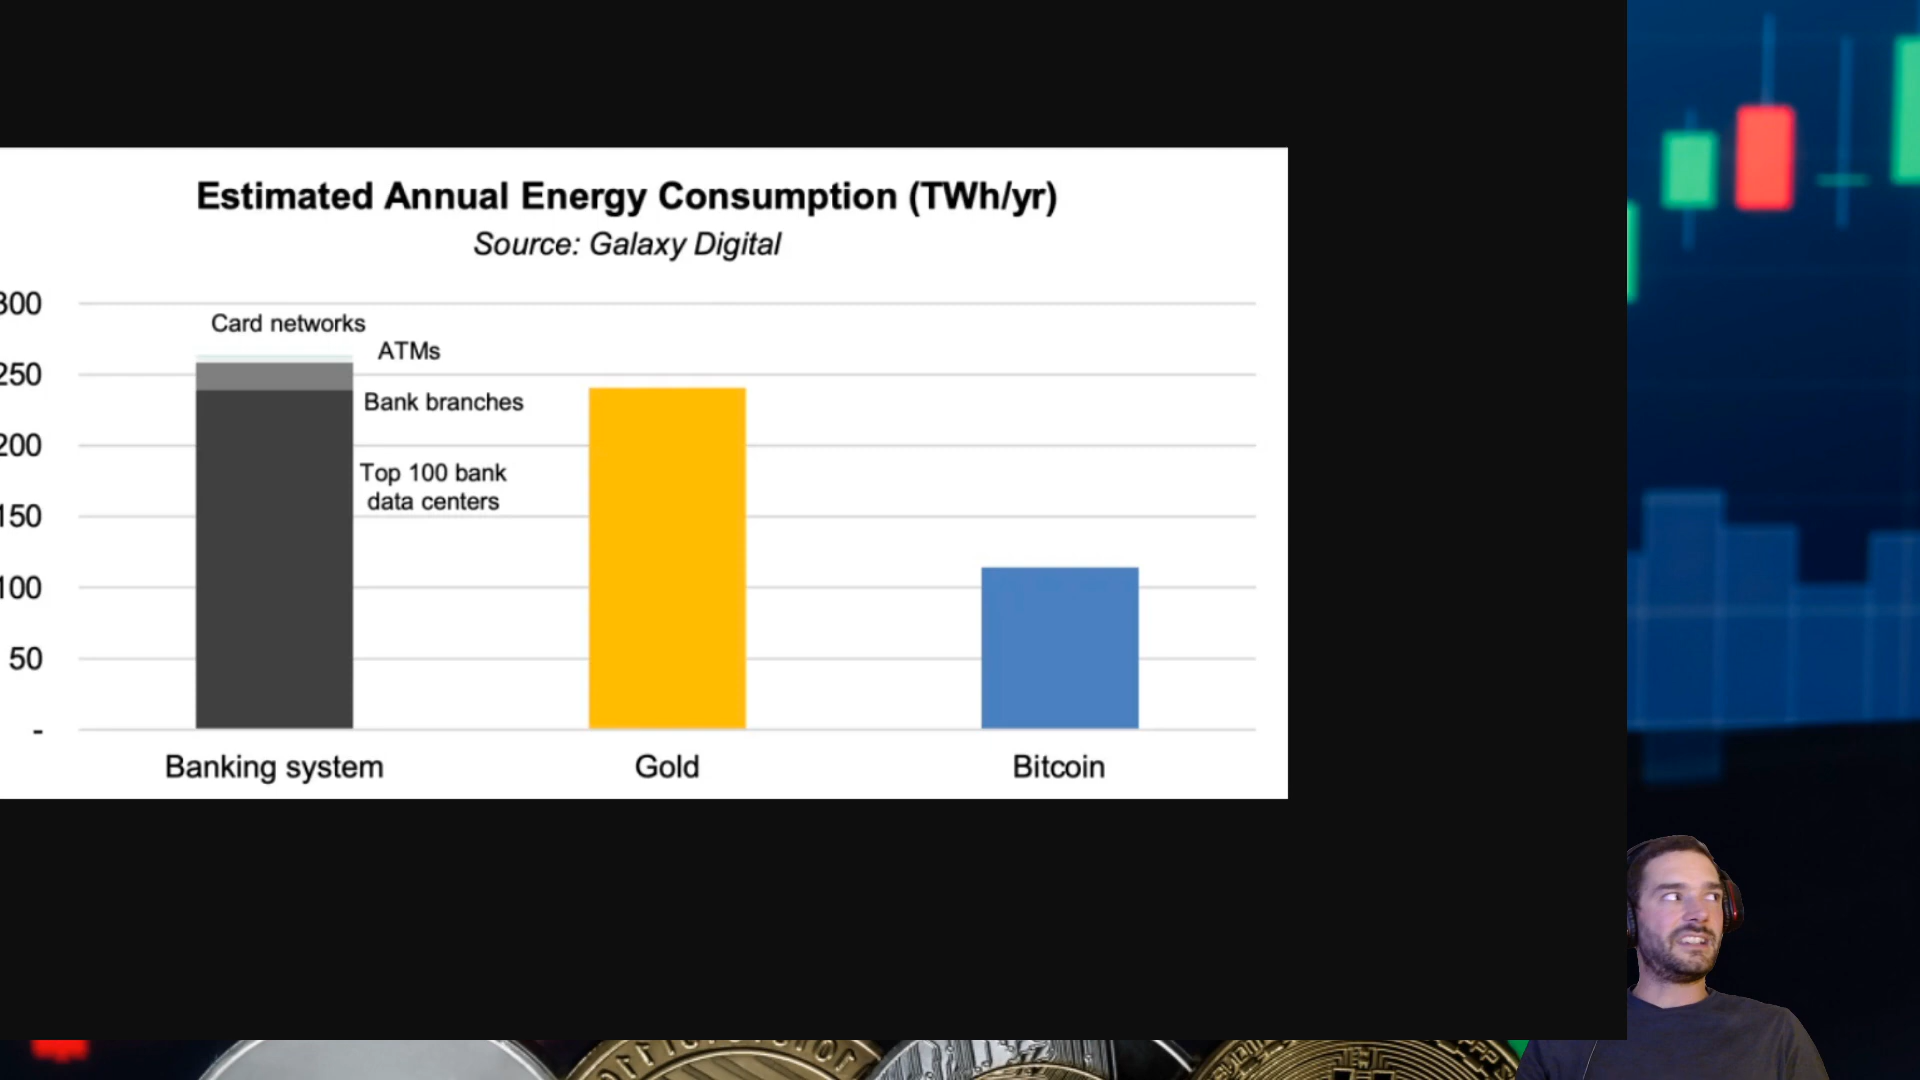 Estimated Annual Energy Consumption (TWh/yr)
Source: Galaxy Digital
300
Card networks
ATMs
250
Bank branches
200
Top 100 bank
data centers
150
100
50
-
Banking system
Gold
Bitcoin